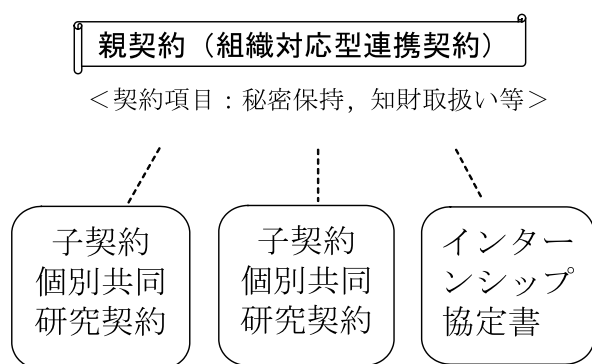 親契約（組織対応型連携契約）
＜契約項目：秘密保持，知財取扱い等＞
子契約
個別共同
研究契約
子契約
個別共同
研究契約
インター
ンシップ
協定書